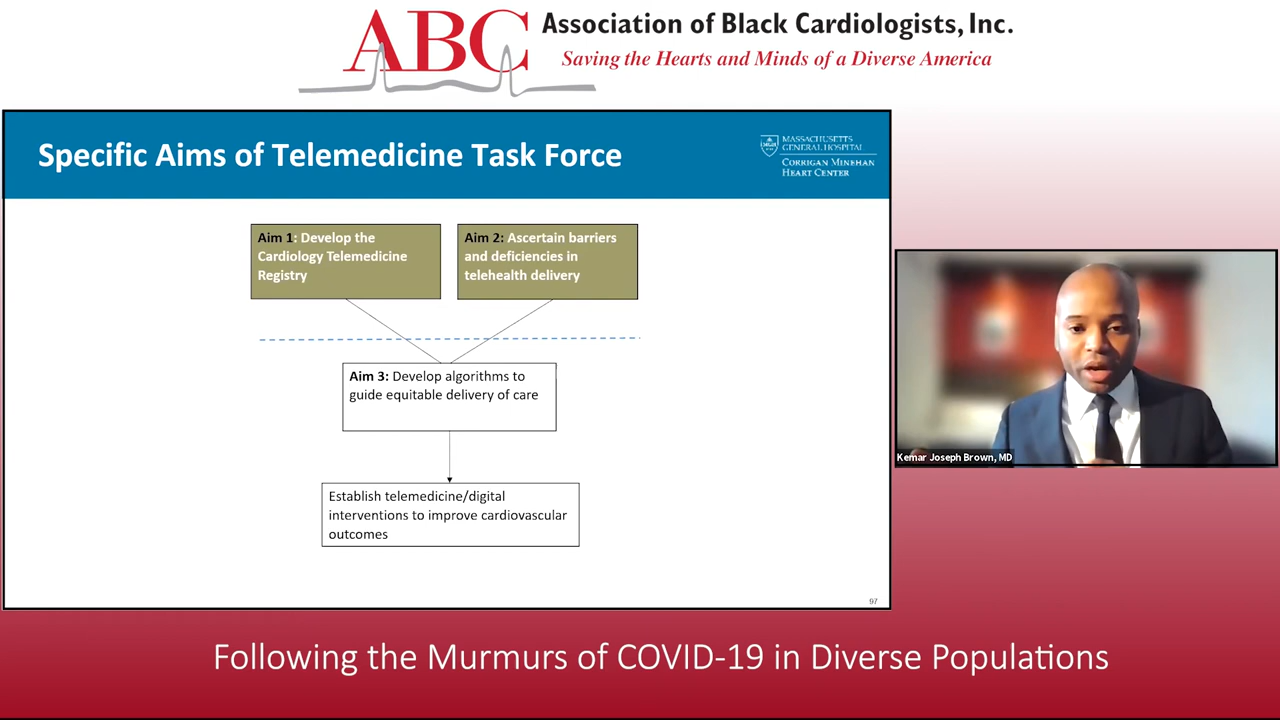 ABC
Association of Black Cardiologists, Inc.
Saving the Hearts and Minds of a Diverse America
Specific Aims of Telemedicine Task Force
MASSACHUSETTS
GENERAL HOSPITAL
CORRIGAN MINEHAN
HEART CENTER
Aim 1: Develop the
Cardiology Telemedicine
Registry
Aim 2: Ascertain barriers
and deficiencies in
telehealth delivery
Aim 3: Develop algorithms to
guide equitable delivery of care
Establish telemedicine/digital
interventions to improve cardiovascular
outcomes
97
Kemar Joseph Brown, MD
Following the Murmurs of COVID-19 in Diverse Populations